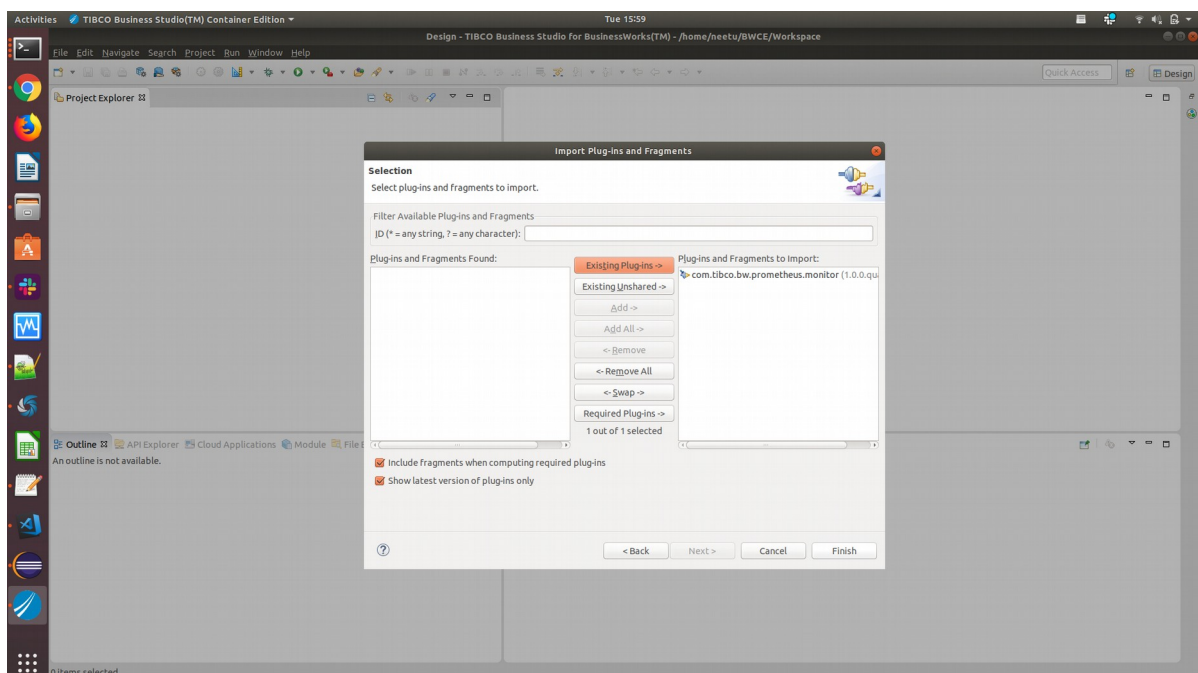 Activities TIBCO Business Studio(TM) Container Edition Tue 15:59
Design - TIBCO Business Studio for BusinessWorks(TM) - /home/neetu/BWCE/Workspace
File Edit Navigate Search Project Run Window Help
Quick Access Design
Project Explorer
Import Plug-ins and Fragments
Selection
Select plug-ins and fragments to import.
Filter Available Plug-ins and Fragments
ID (* = any string, ? = any character):
Plug-ins and Fragments Found:
Existing Plug-ins ->
Existing Unshared ->
Add ->
Add All ->
<- Remove
<- Remove All
<- Swap ->
Required Plug-ins ->
1 out of 1 selected
Plug-ins and Fragments to Import:
com.tibco.bw.prometheus.monitor (1.0.0.qu
Outline API Explorer Cloud Applications Module File E
An outline is not available.
Include fragments when computing required plug-ins
Show latest version of plug-ins only
< Back Next > Cancel Finish
0 items selected